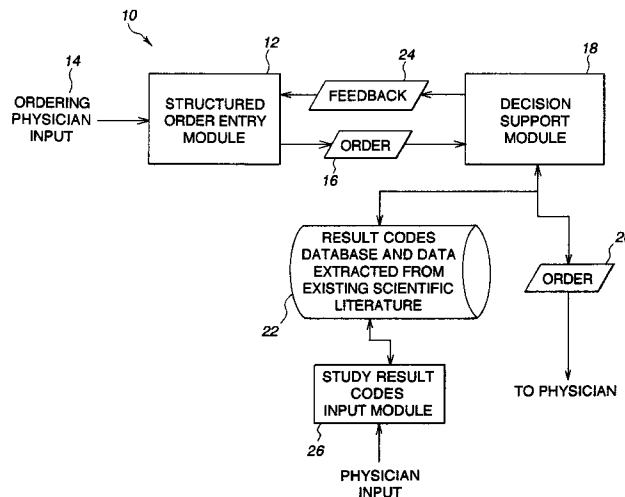 10
14
ORDERING
PHYSICIAN
INPUT
12
STRUCTURED
ORDER ENTRY
MODULE
24
FEEDBACK
ORDER
16
18
DECISION
SUPPORT
MODULE
RESULT CODES
DATABASE AND DATA
EXTRACTED FROM
EXISTING SCIENTIFIC
LITERATURE
22
ORDER
TO PHYSICIAN
STUDY RESULT
CODES
INPUT MODULE
26
PHYSICIAN
INPUT